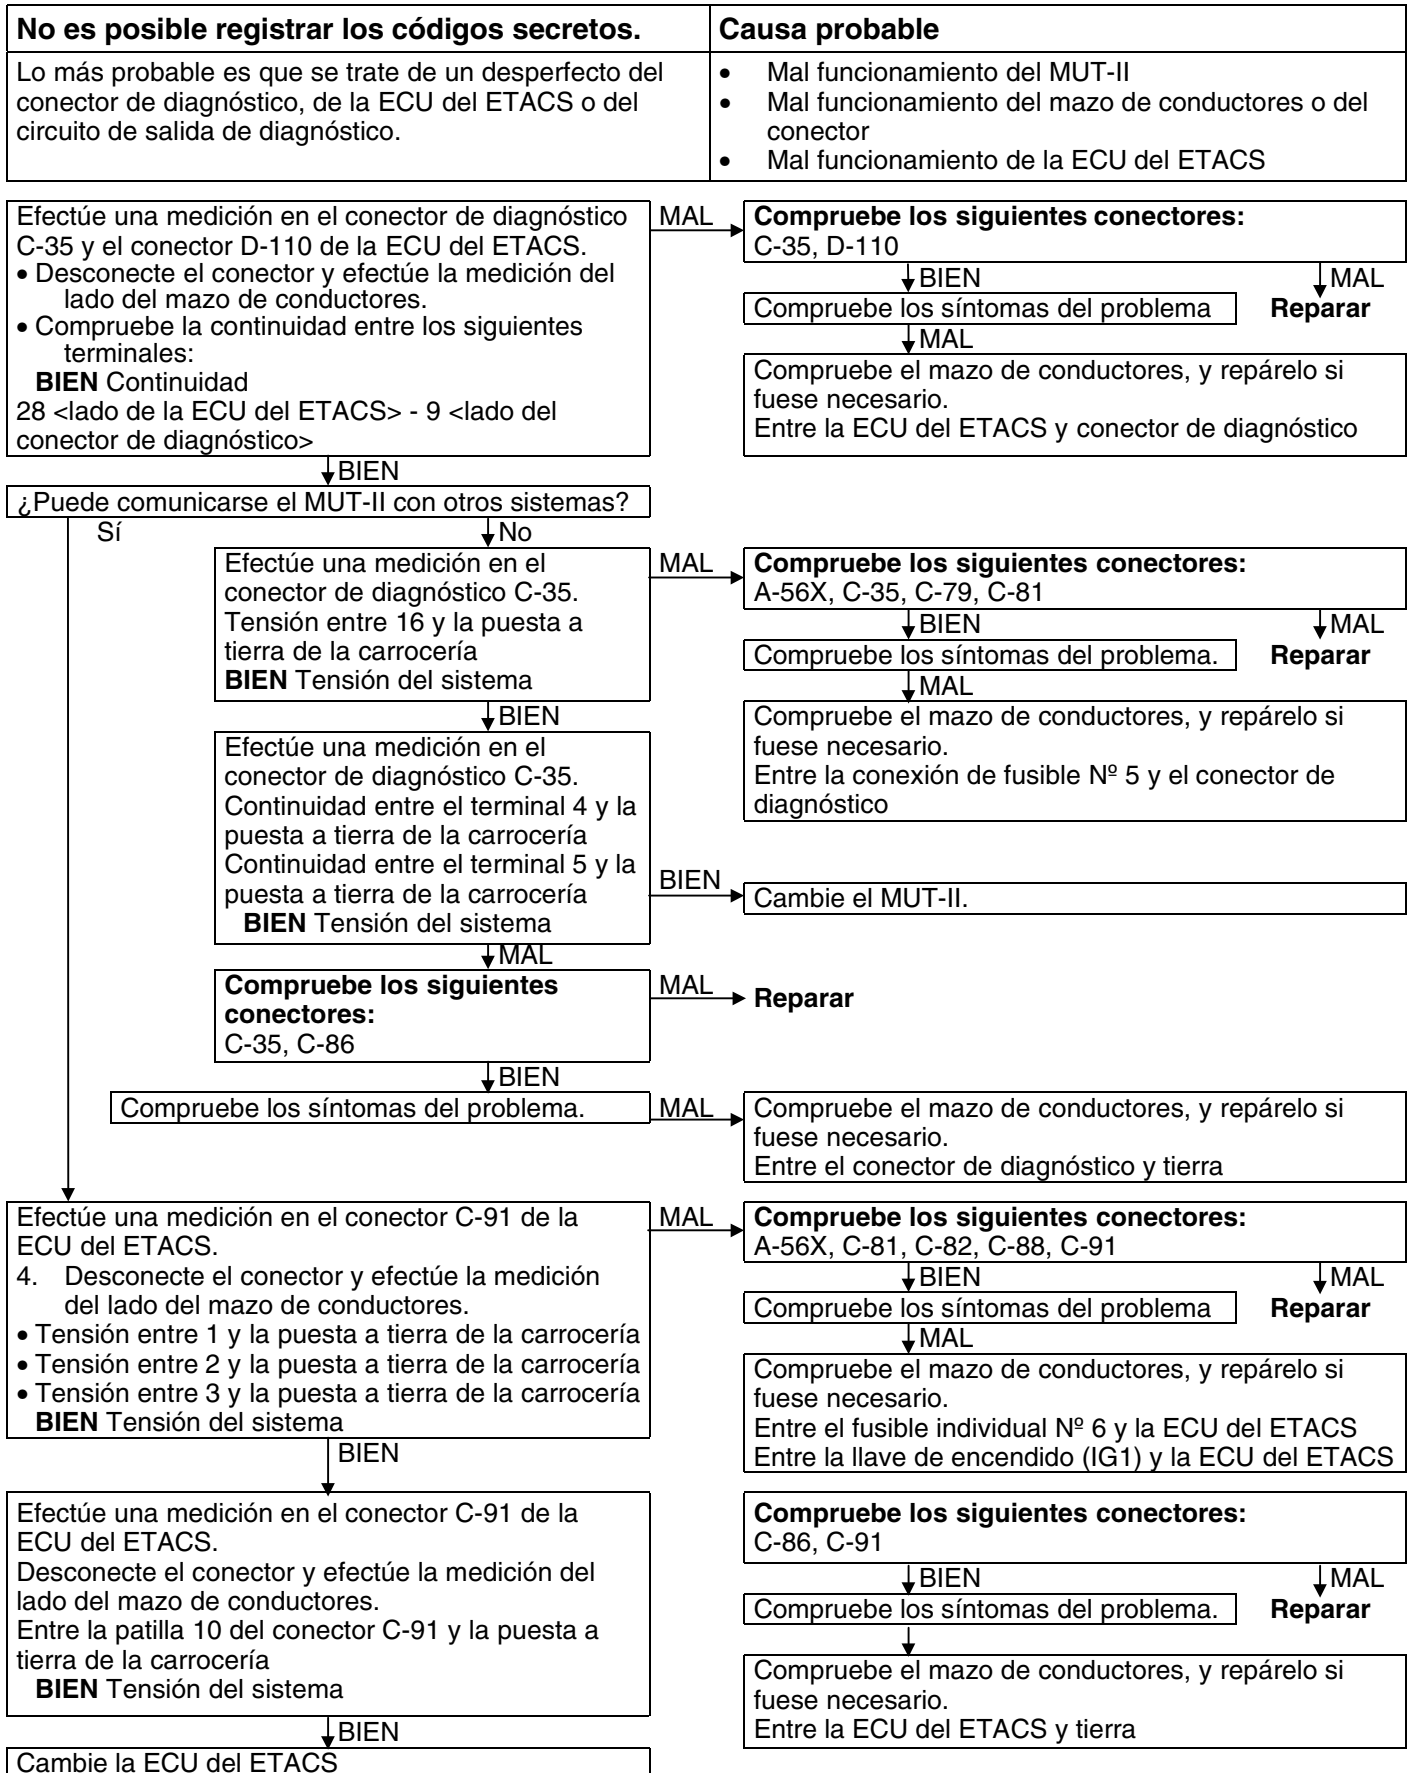 No es posible registrar los códigos secretos.
Causa probable
Lo más probable es que se trate de un desperfecto del
conector de diagnóstico, de la ECU del ETACS o del
circuito de salida de diagnóstico.
• Mal funcionamiento del MUT-II
• Mal funcionamiento del mazo de conductores o del
conector
• Mal funcionamiento de la ECU del ETACS
Efectúe una medición en el conector de diagnóstico
C-35 y el conector D-110 de la ECU del ETACS.
• Desconecte el conector y efectúe la medición del
lado del mazo de conductores.
• Compruebe la continuidad entre los siguientes
terminales:
BIEN Continuidad
28 <lado de la ECU del ETACS> - 9 <lado del
conector de diagnóstico>
MAL
Compruebe los siguientes conectores:
C-35, D-110
BIEN
MAL
Compruebe los síntomas del problema
Reparar
MAL
Compruebe el mazo de conductores, y repárelo si
fuese necesario.
Entre la ECU del ETACS y conector de diagnóstico
BIEN
¿Puede comunicarse el MUT-II con otros sistemas?
Sí
No
Efectúe una medición en el
conector de diagnóstico C-35.
Tensión entre 16 y la puesta a
tierra de la carrocería
BIEN Tensión del sistema
MAL
Compruebe los siguientes conectores:
A-56X, C-35, C-79, C-81
BIEN
MAL
Compruebe los síntomas del problema.
Reparar
MAL
Compruebe el mazo de conductores, y repárelo si
fuese necesario.
Entre la conexión de fusible Nº 5 y el conector de
diagnóstico
BIEN
Efectúe una medición en el
conector de diagnóstico C-35.
Continuidad entre el terminal 4 y la
puesta a tierra de la carrocería
Continuidad entre el terminal 5 y la
puesta a tierra de la carrocería
BIEN Tensión del sistema
BIEN
Cambie el MUT-II.
MAL
Compruebe los siguientes
conectores:
C-35, C-86
MAL
Reparar
BIEN
Compruebe los síntomas del problema.
MAL
Compruebe el mazo de conductores, y repárelo si
fuese necesario.
Entre el conector de diagnóstico y tierra
Efectúe una medición en el conector C-91 de la
ECU del ETACS.
4. Desconecte el conector y efectúe la medición
del lado del mazo de conductores.
• Tensión entre 1 y la puesta a tierra de la carrocería
• Tensión entre 2 y la puesta a tierra de la carrocería
• Tensión entre 3 y la puesta a tierra de la carrocería
BIEN Tensión del sistema
MAL
Compruebe los siguientes conectores:
A-56X, C-81, C-82, C-88, C-91
BIEN
MAL
Compruebe los síntomas del problema
Reparar
MAL
Compruebe el mazo de conductores, y repárelo si
fuese necesario.
Entre el fusible individual Nº 6 y la ECU del ETACS
Entre la llave de encendido (IG1) y la ECU del ETACS
BIEN
Efectúe una medición en el conector C-91 de la
ECU del ETACS.
Desconecte el conector y efectúe la medición del
lado del mazo de conductores.
Entre la patilla 10 del conector C-91 y la puesta a
tierra de la carrocería
BIEN Tensión del sistema
Compruebe los siguientes conectores:
C-86, C-91
BIEN
MAL
Compruebe los síntomas del problema.
Reparar
Compruebe el mazo de conductores, y repárelo si
fuese necesario.
Entre la ECU del ETACS y tierra
BIEN
Cambie la ECU del ETACS